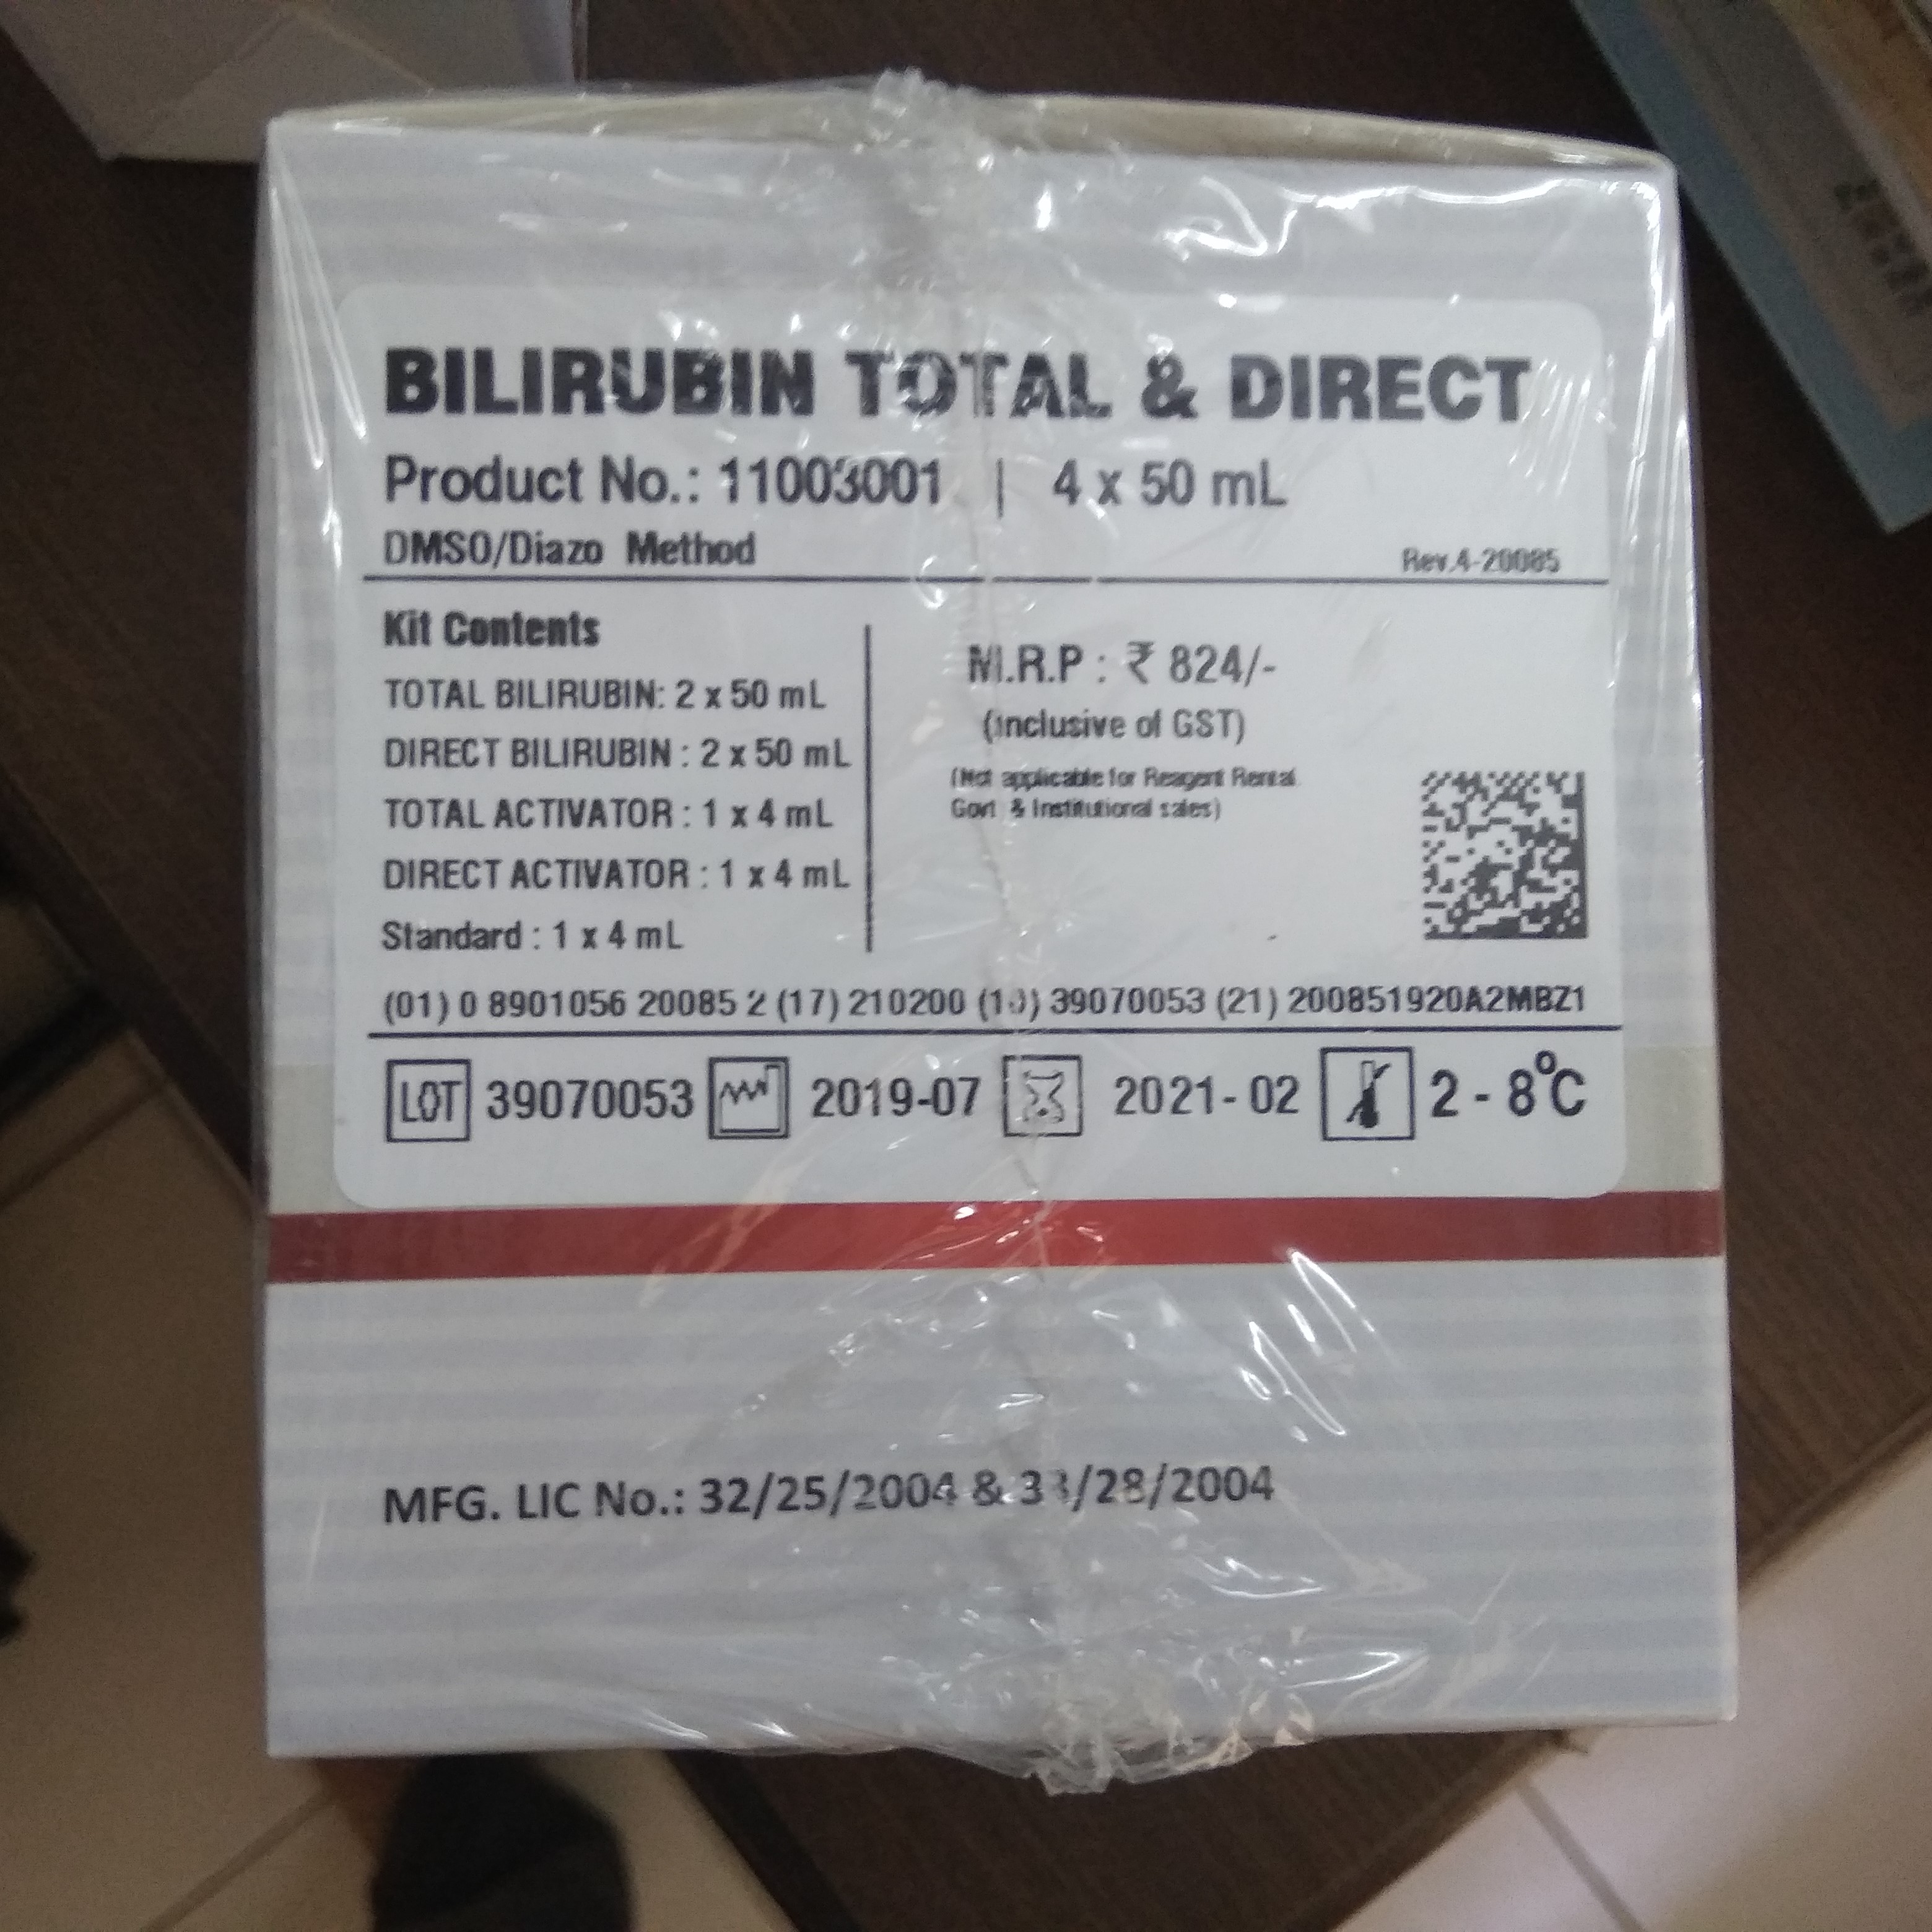 BILIRUBIN TOTAL & DIRECT
Product No.: 11003001 | 4 x 50 mL
DMSO/Diazo Method
Rev.4-20085
Kit Contents
TOTAL BILIRUBIN: 2 x 50 mL
DIRECT BILIRUBIN : 2 x 50 mL
TOTAL ACTIVATOR : 1 x 4 mL
DIRECT ACTIVATOR : 1 x 4 mL
Standard : 1 x 4 mL
M.R.P : ₹ 824/-
(inclusive of GST)
(Not applicable for Reagent Rental
Govt & Institutional sales)
(01) 0 8901056 20085 2 (17) 210200 (10) 39070053 (21) 200851920A2MBZ1
LOT 39070053 2019-07 2021-02 2 - 8°C
MFG. LIC No.: 32/25/2004 & 33/28/2004